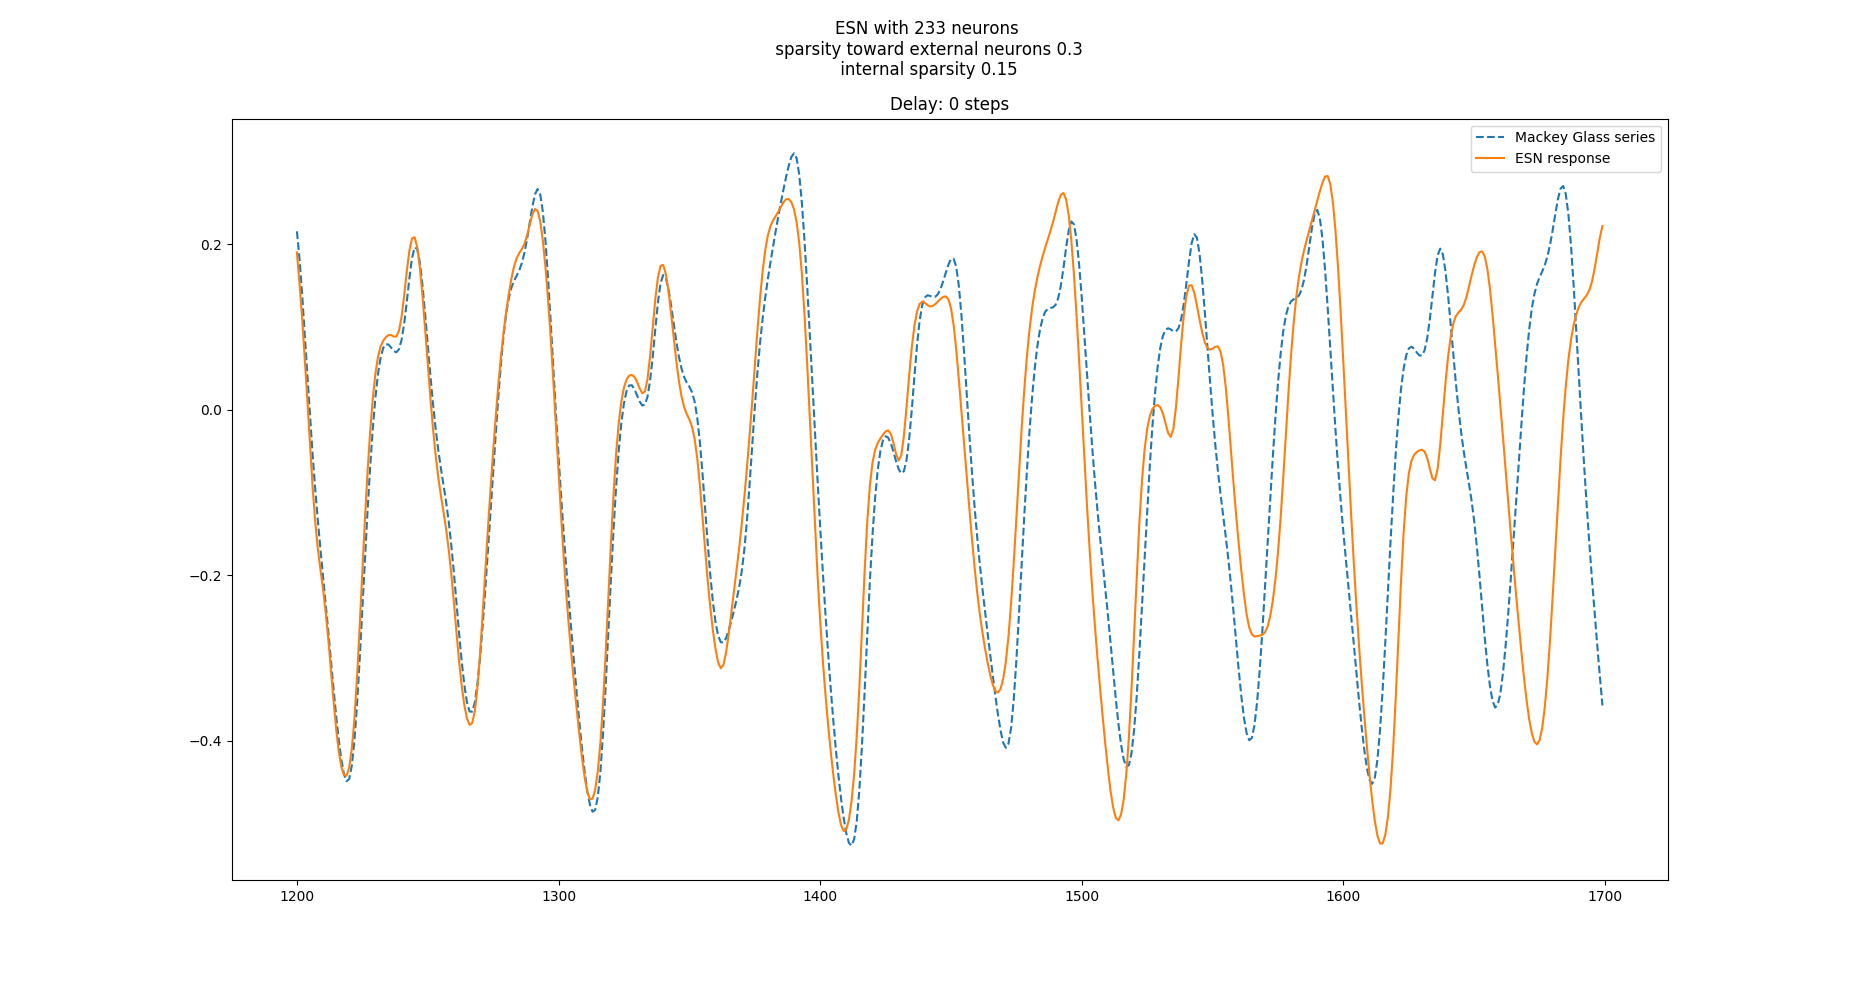 ESN with 233 neurons
sparsity toward external neurons 0.3
internal sparsity 0.15
Delay: 0 steps
Mackey Glass series
ESN response
0.2
0.0
−0.2
−0.4
1200 1300 1400 1500 1600 1700